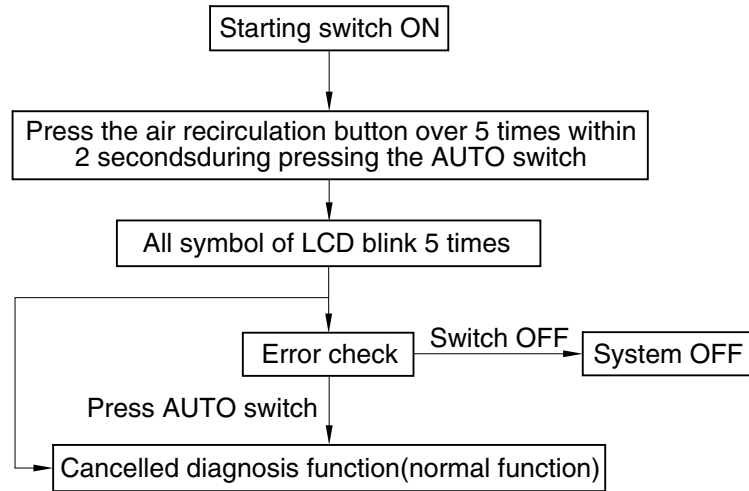 Starting switch ON
Press the air recirculation button over 5 times within
2 secondsduring pressing the AUTO switch
All symbol of LCD blink 5 times
Error check
Switch OFF
System OFF
Press AUTO switch
Cancelled diagnosis function(normal function)